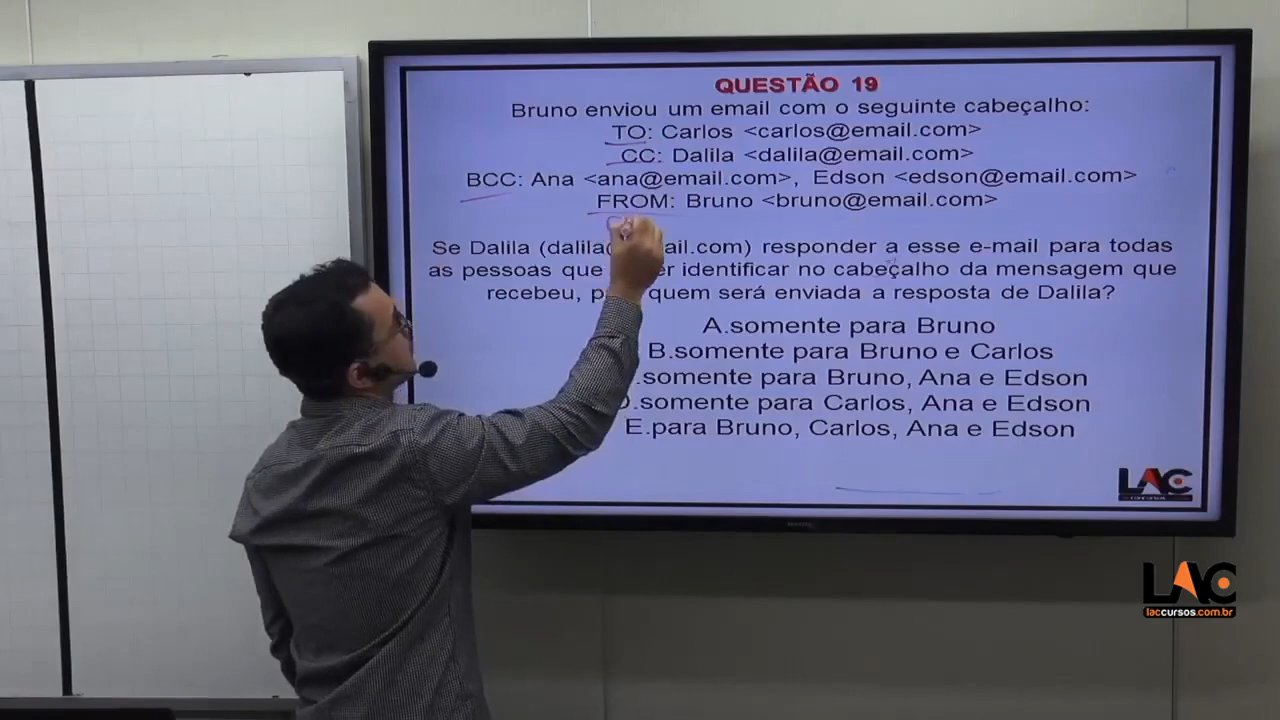 QUESTÃO 19
Bruno enviou um email com o seguinte cabeçalho:
TO: Carlos <carlos@email.com>
CC: Dalila <dalila@email.com>
BCC: Ana <ana@email.com>, Edson <edson@email.com>
FROM: Bruno <bruno@email.com>
Se Dalila responder a esse e-mail para todas
as pessoas que identificar no cabeçalho da mensagem que
recebeu, quem será enviada a resposta de Dalila?
A.somente para Bruno
B.somente para Bruno e Carlos
.somente para Bruno, Ana e Edson
D.somente para Carlos, Ana e Edson
E.para Bruno, Carlos, Ana e Edson
LAC
LAC
laccursos.com.br